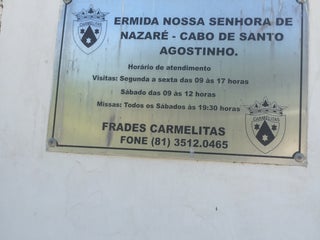 ERMIDA NOSSA SENHORA DE
NAZARÉ - CABO DE SANTO
AGOSTINHO.
Horário de atendimento
Visitas: Segunda a sexta das 09 às 17 horas
Sábado das 09 às 12 horas
Missas: Todos os Sábados às 19:30 horas
FRADES CARMELITAS
FONE (81) 3512.0465
CARMELITAS